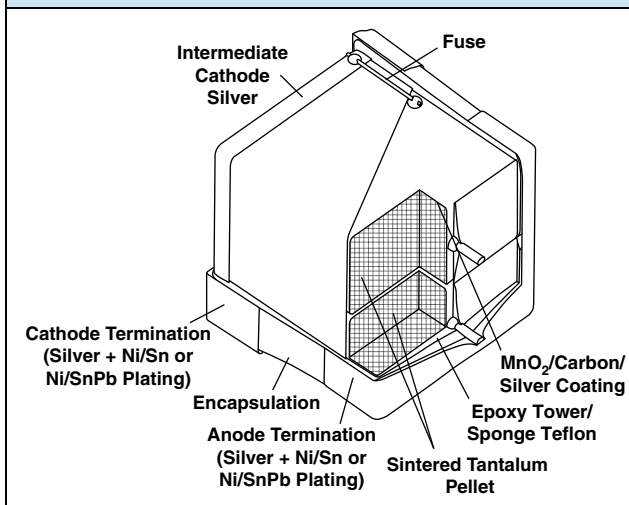 Fuse
Intermediate
Cathode
Silver
Cathode Termination
(Silver + Ni/Sn or
Ni/SnPb Plating)
Encapsulation
Anode Termination
(Silver + Ni/Sn or
Ni/SnPb Plating)
MnO₂/Carbon/
Silver Coating
Epoxy Tower/
Sponge Teflon
Sintered Tantalum
Pellet